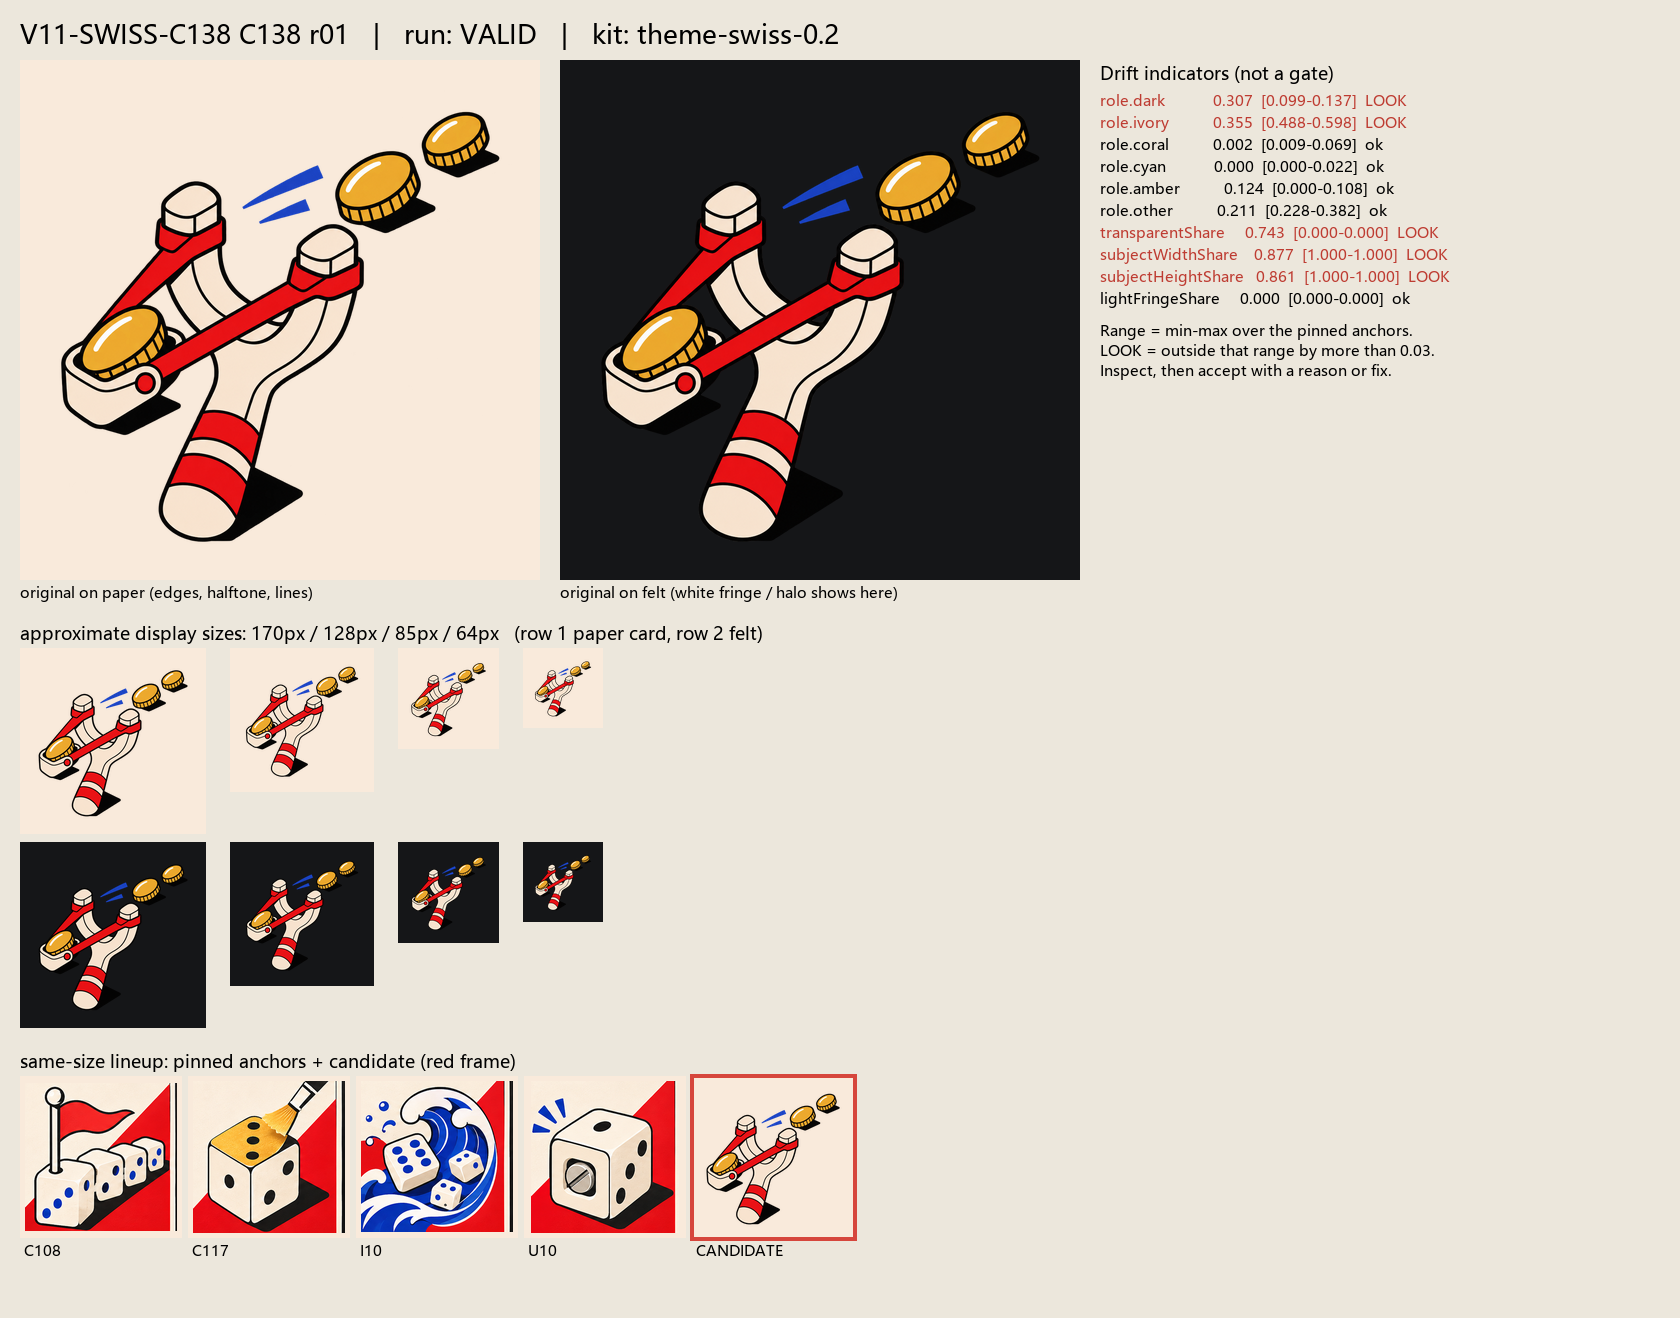 V11-SWISS-C138 C138 r01 | run: VALID | kit: theme-swiss-0.2
Drift indicators (not a gate)
role.dark 0.307 [0.099-0.137] LOOK
role.ivory 0.355 [0.488-0.598] LOOK
role.coral 0.002 [0.009-0.069] ok
role.cyan 0.000 [0.000-0.022] ok
role.amber 0.124 [0.000-0.108] ok
role.other 0.211 [0.228-0.382] ok
transparentShare 0.743 [0.000-0.000] LOOK
subjectWidthShare 0.877 [1.000-1.000] LOOK
subjectHeightShare 0.861 [1.000-1.000] LOOK
lightFringeShare 0.000 [0.000-0.000] ok
Range = min-max over the pinned anchors.
LOOK = outside that range by more than 0.03.
Inspect, then accept with a reason or fix.
original on paper (edges, halftone, lines)
original on felt (white fringe / halo shows here)
approximate display sizes: 170px / 128px / 85px / 64px (row 1 paper card, row 2 felt)
same-size lineup: pinned anchors + candidate (red frame)
C108
C117
I10
U10
CANDIDATE